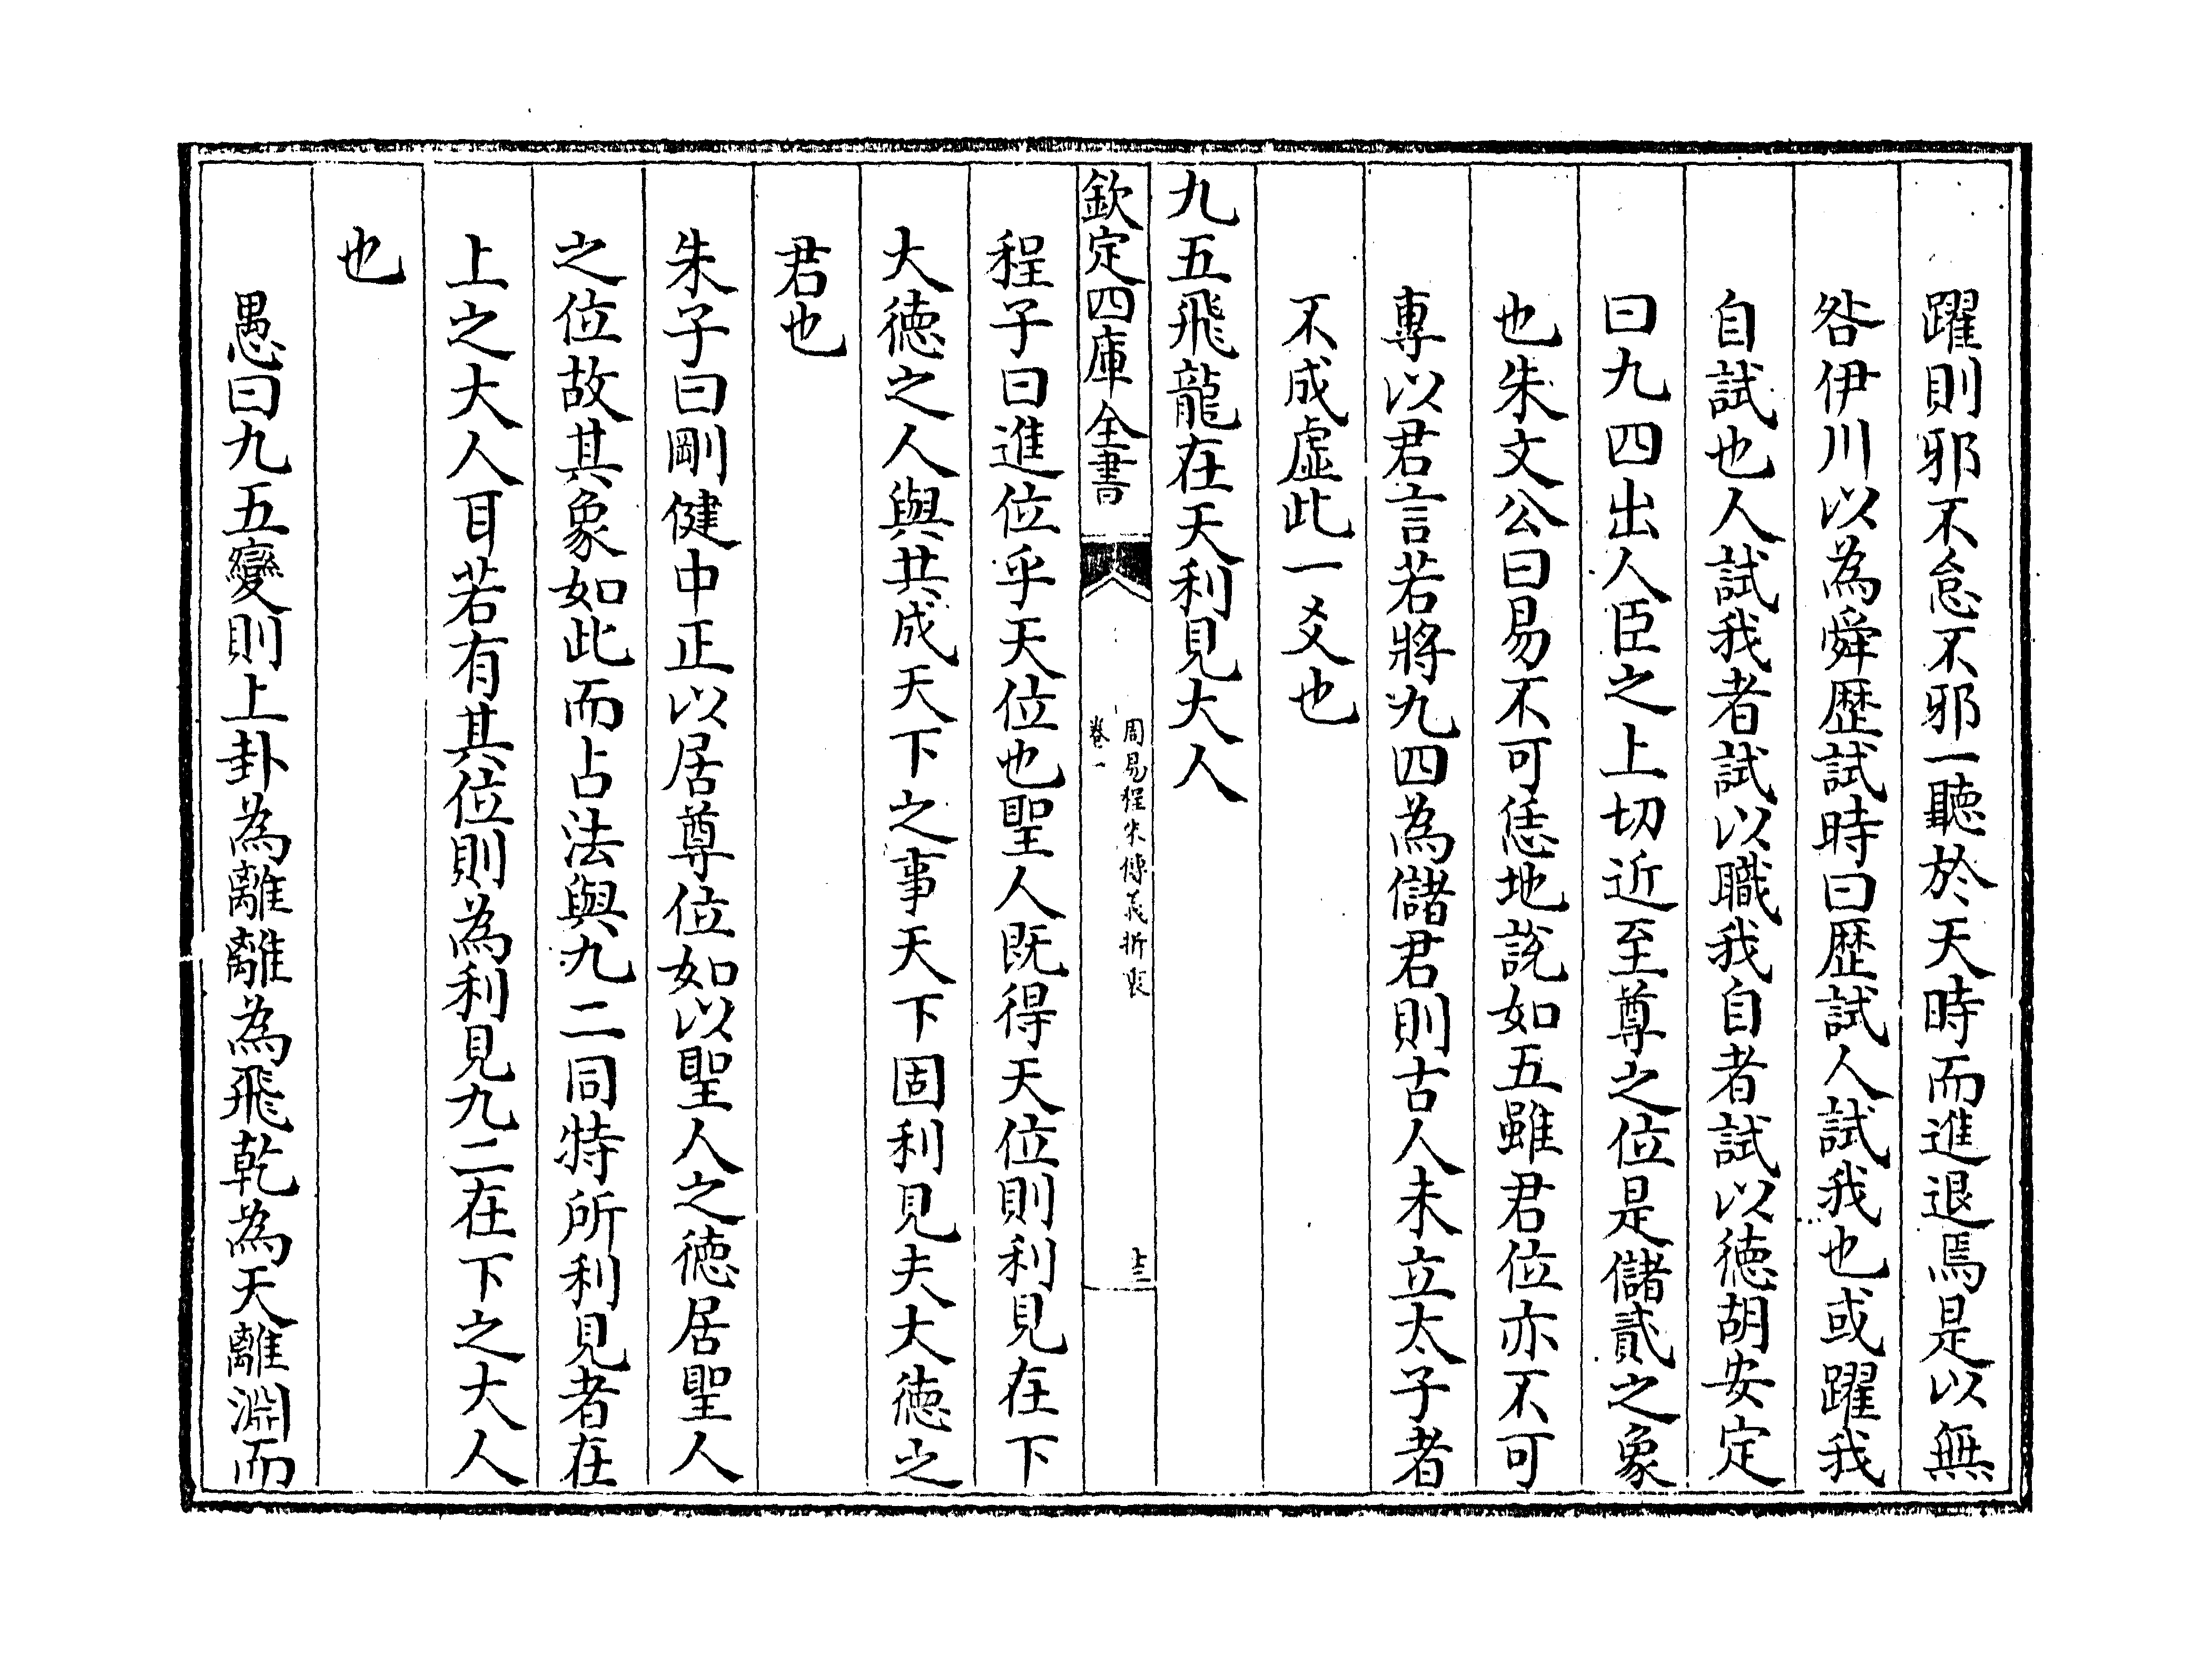 躍則邪不怠不邪一聽於天時而進退焉是以無
咎伊川以為舜歴試時曰歴試人試我也或躍我
自試也人試我者試以職我自者試以徳胡安定
曰九四出人臣之上切近至尊之位是儲貳之象
也朱文公曰易不可恁地說如五雖君位亦不可
專以君言若將九四為儲君則古人未立太子者
不成虛此一爻也
九五飛龍在天利見大人
欽定四庫全書
周易程朱傳義折衷
卷一
十三
程子曰進位乎天位也聖人既得天位則利見在下
大徳之人與共成天下之事天下固利見夫大徳之
君也
朱子曰剛健中正以居尊位如以聖人之徳居聖人
之位故其象如此而占法與九二同特所利見者在
上之大人耳若有其位則為利見九二在下之大人
也
愚曰九五變則上卦為離離為飛乾為天離淵而